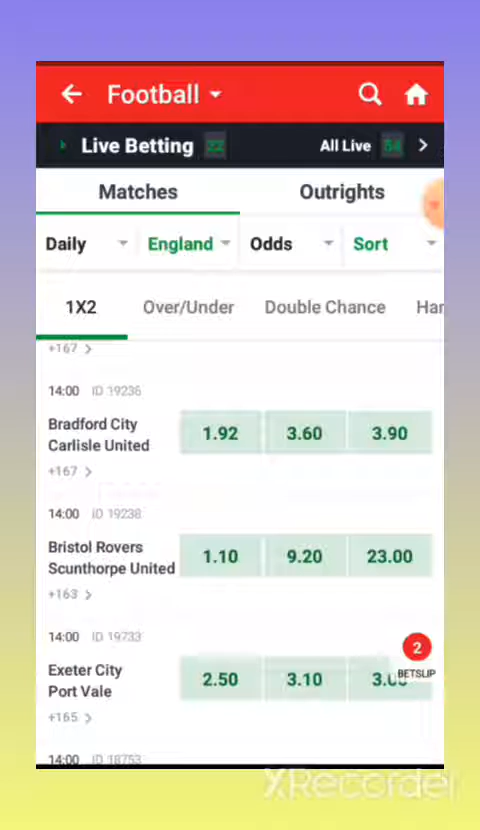 Football
Live Betting 22 All Live 54
Matches Outrights
Daily England Odds Sort
1X2 Over/Under Double Chance Har
+167
14:00 ID 19236
Bradford City
Carlisle United
1.92 3.60 3.90
+167
14:00 ID 19238
Bristol Rovers
Scunthorpe United
1.10 9.20 23.00
+163
14:00 ID 19733
Exeter City
Port Vale
2.50 3.10
2
BETSLIP
+165
14:00 ID 18753
XRecorder